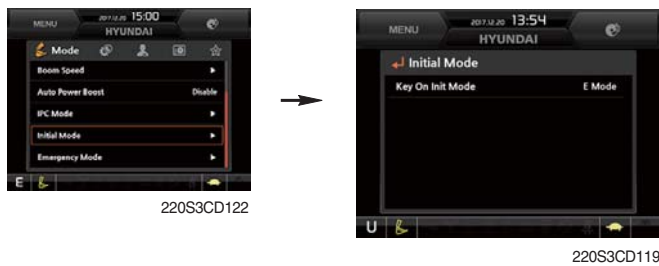 MENU
2017.12.20 15:00
HYUNDAI
Mode
Boom Speed
Auto Power Boost Disable
IPC Mode
Initial Mode
Emergency Mode
E
220S3CD122
MENU
2017.12.20 13:54
HYUNDAI
Initial Mode
Key On Init Mode E Mode
U
220S3CD119